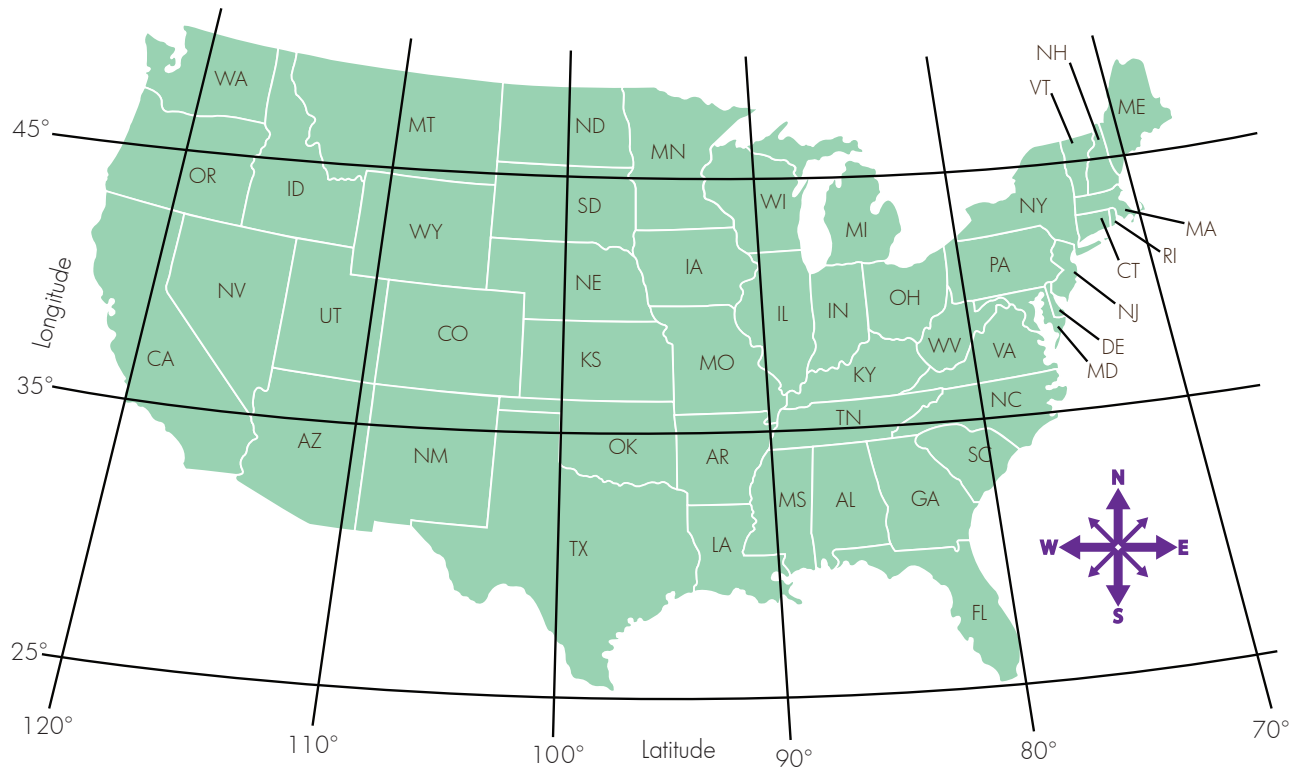 NH
VT
WA
ME
MT
ND
45°
MN
OR
ID
SD
WI
NY
MI
MA
WY
RI
IA
PA
CT
NE
NV
OH
IN
IL
NJ
UT
Longitude
CO
WV
VA
DE
CA
KS
MO
KY
MD
35°
NC
TN
AZ
OK
NM
AR
SC
N
MS
AL
GA
LA
TX
W
E
FL
S
25°
120°
110°
100°
Latitude
90°
80°
70°